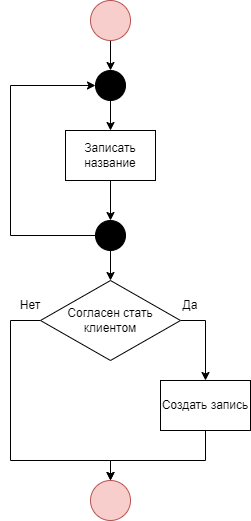 Записать
название
Согласен стать
клиентом
Нет
Да
Создать запись